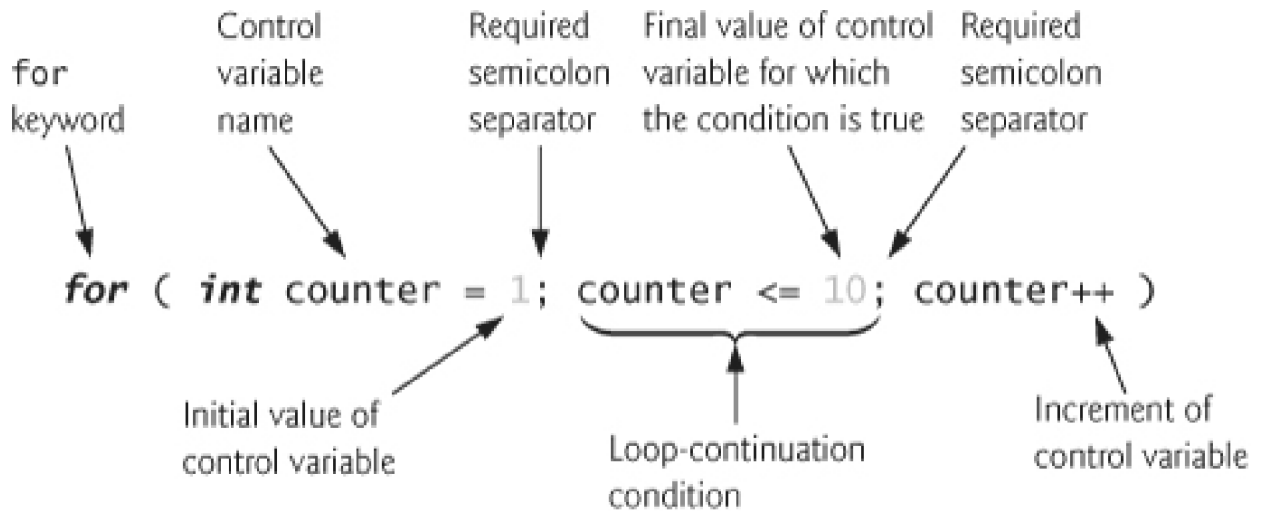 for
keyword
Control
variable
name
Required
semicolon
separator
Final value of control
variable for which
the condition is true
Required
semicolon
separator
for ( int counter = 1; counter <= 10; counter++ )
Initial value of
control variable
Loop-continuation
condition
Increment of
control variable